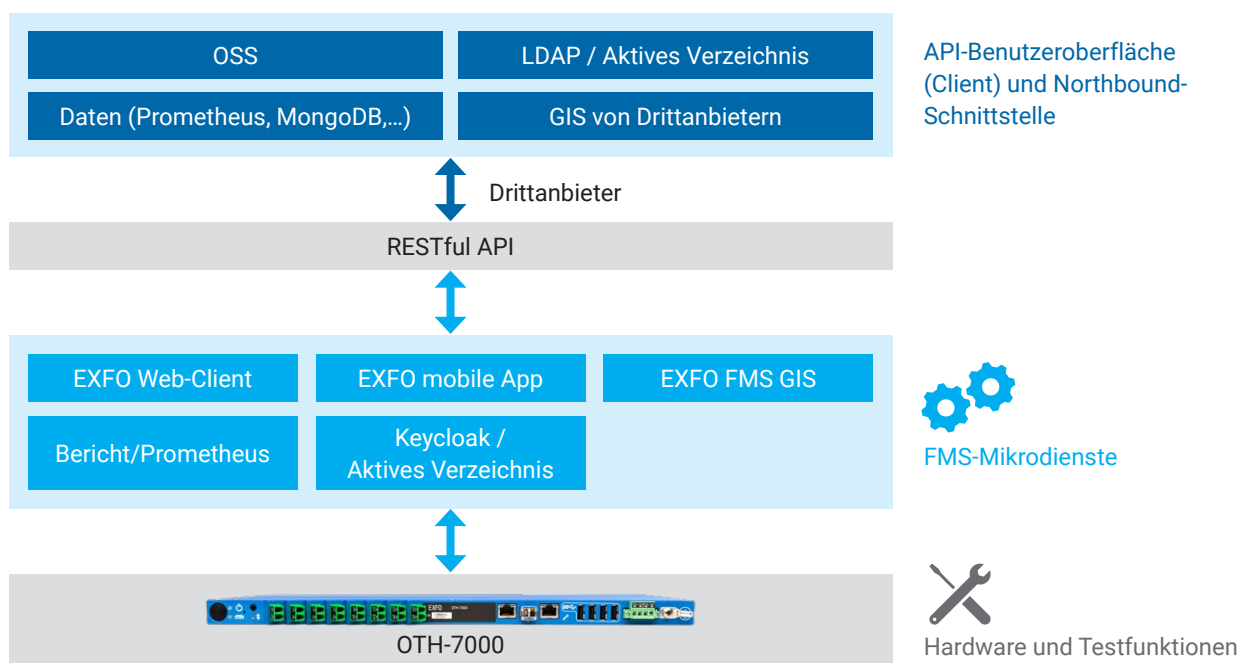 OSS
LDAP / Aktives Verzeichnis
Daten (Prometheus, MongoDB,...)
GIS von Drittanbietern
API-Benutzeroberfläche
(Client) und Northbound-
Schnittstelle
Drittanbieter
RESTful API
EXFO Web-Client
EXFO mobile App
EXFO FMS GIS
Bericht/Prometheus
Keycloak /
Aktives Verzeichnis
FMS-Mikrodienste
EXFO OTH-7000
OTH-7000
Hardware und Testfunktionen